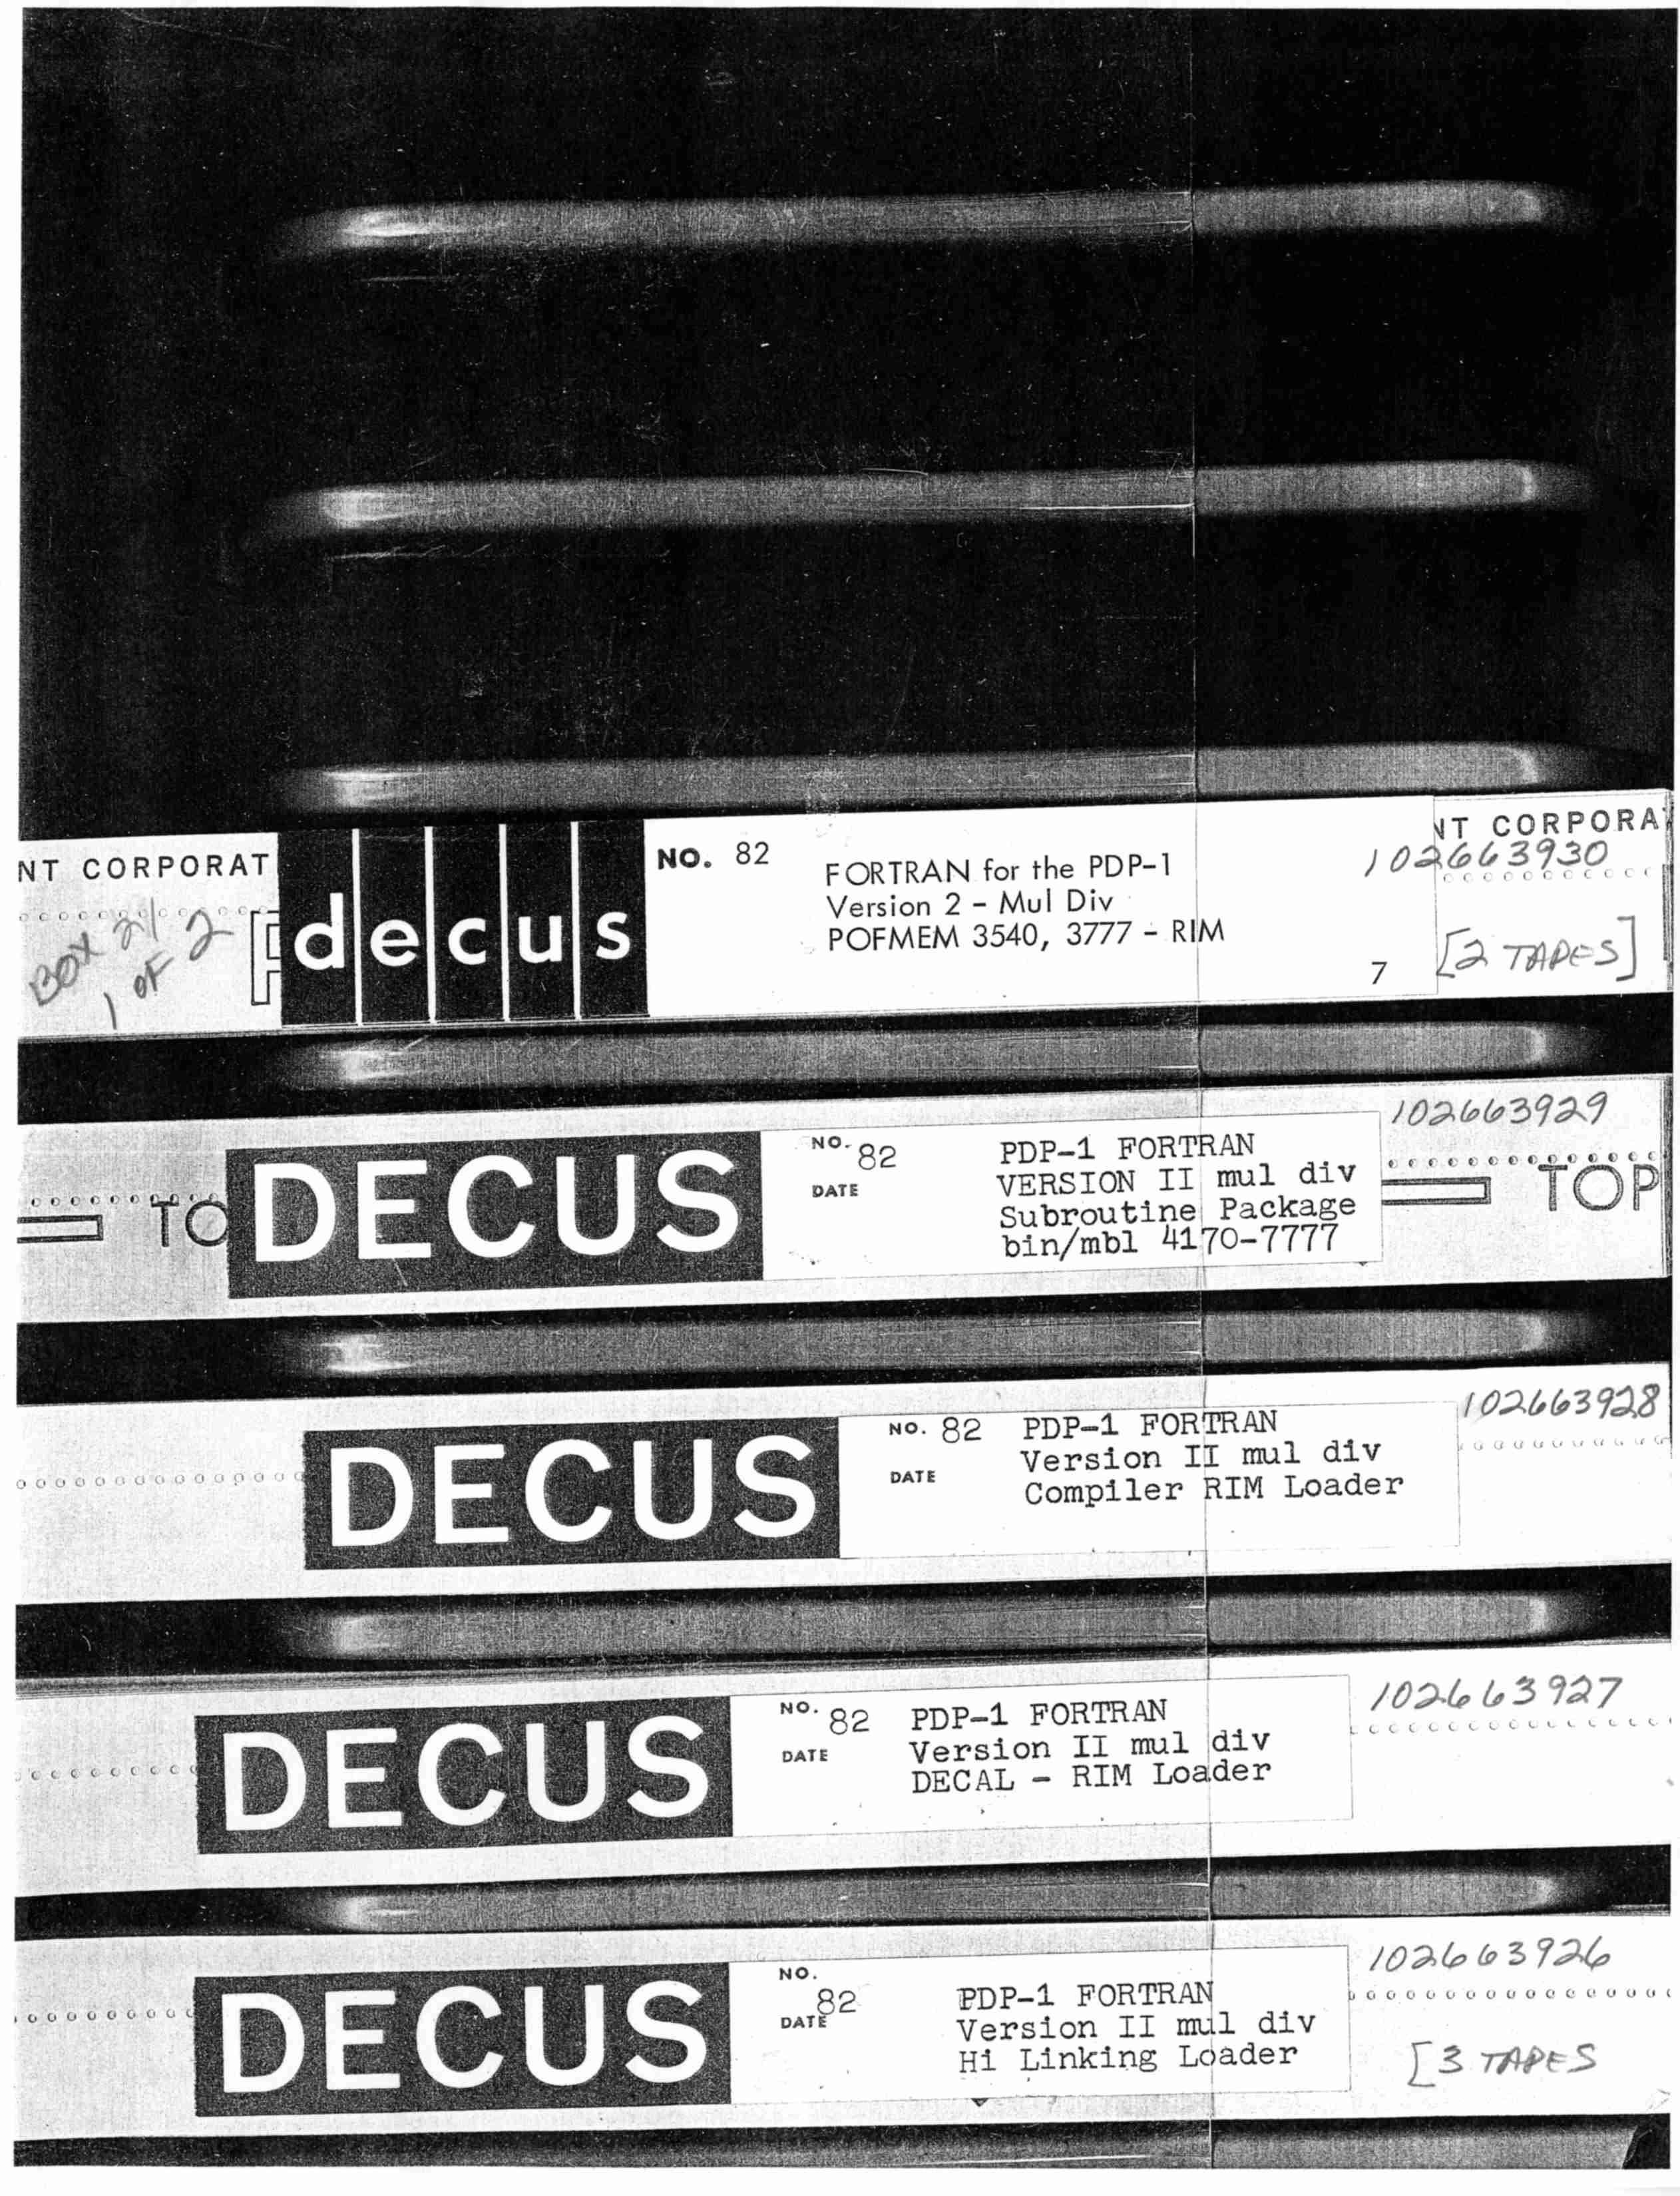 NT CORPORAT
BOX 21
1 OF 2
decus
NO. 82
FORTRAN for the PDP-1
Version 2 - Mul Div
POFMEM 3540, 3777 - RIM
7
NT CORPORA
102663930
[2 TAPES]
TO
DECUS
NO. 82
DATE
PDP-1 FORTRAN
VERSION II mul div
Subroutine Package
bin/mbl 4170-7777
102663929
TOP
DECUS
NO. 82
DATE
PDP-1 FORTRAN
Version II mul div
Compiler RIM Loader
102663928
DECUS
NO. 82
DATE
PDP-1 FORTRAN
Version II mul div
DECAL - RIM Loader
102663927
DECUS
NO. 82
DATE
PDP-1 FORTRAN
Version II mul div
Hi Linking Loader
102663926
[3 TAPES